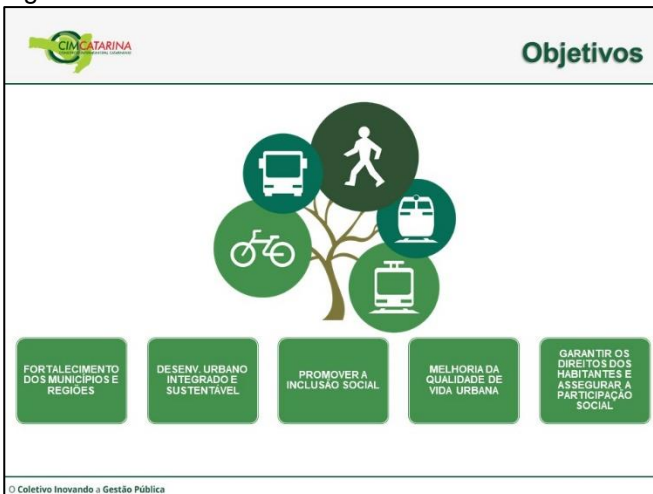 CIMCATARINA
Objetivos
FORTALECIMENTO
DOS MUNICÍPIOS E
REGIÕES
DESENV. URBANO
INTEGRADO E
SUSTENTÁVEL
PROMOVER A
INCLUSÃO SOCIAL
MELHORIA DA
QUALIDADE DE
VIDA URBANA
GARANTIR OS
DIREITOS DOS
HABITANTES E
ASSEGURAR A
PARTICIPAÇÃO
SOCIAL
O Coletivo Inovando a Gestão Pública